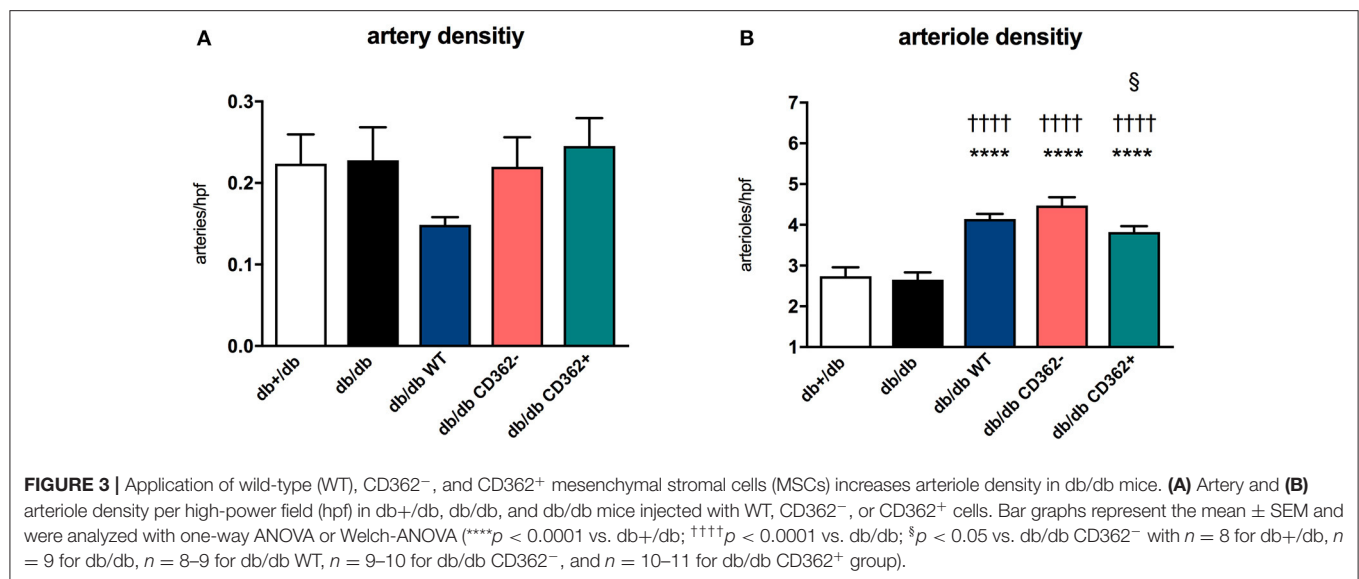 A
artery densitiy
arteries/hpf
0.3
0.2
0.1
0.0
db+/db
db/db
db/db WT
db/db CD362-
db/db CD362+
B
arteriole densitiy
arterioles/hpf
7
6
5
4
3
2
1
§
†††† †††† ††††
**** **** ****
db+/db
db/db
db/db WT
db/db CD362-
db/db CD362+
FIGURE 3 | Application of wild-type (WT), CD362⁻, and CD362⁺ mesenchymal stromal cells (MSCs) increases arteriole density in db/db mice. (A) Artery and (B)
arteriole density per high-power field (hpf) in db+/db, db/db, and db/db mice injected with WT, CD362⁻, or CD362⁺ cells. Bar graphs represent the mean ± SEM and
were analyzed with one-way ANOVA or Welch-ANOVA (****p < 0.0001 vs. db+/db; ††††p < 0.0001 vs. db/db; §p < 0.05 vs. db/db CD362⁻ with n = 8 for db+/db, n
= 9 for db/db, n = 8–9 for db/db WT, n = 9–10 for db/db CD362⁻, and n = 10–11 for db/db CD362⁺ group).